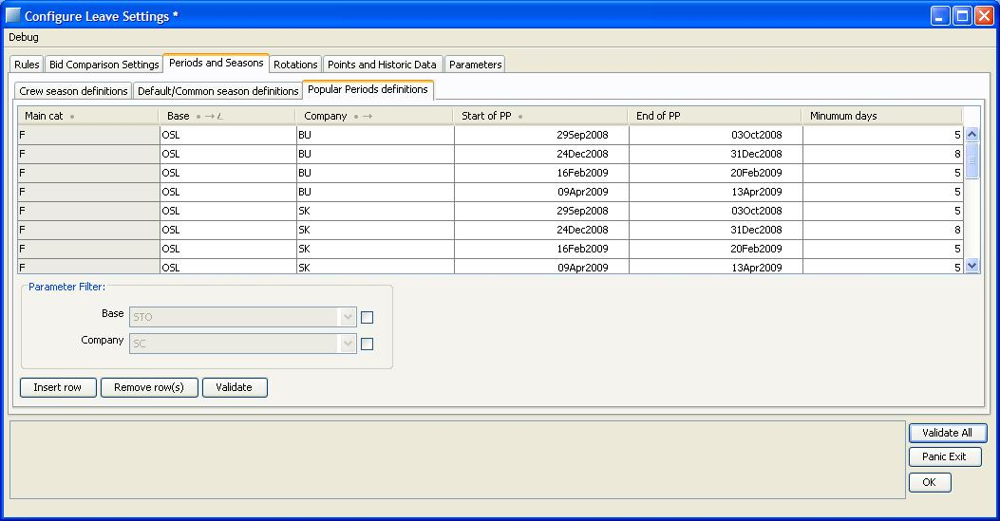 Configure Leave Settings *
Debug
Rules Bid Comparison Settings Periods and Seasons Rotations Points and Historic Data Parameters
Crew season definitions Default/Common season definitions Popular Periods definitions
Main cat Base Company Start of PP End of PP Minumum days
F OSL BU 29Sep2008 03Oct2008 5
F OSL BU 24Dec2008 31Dec2008 8
F OSL BU 16Feb2009 20Feb2009 5
F OSL BU 09Apr2009 13Apr2009 5
F OSL SK 29Sep2008 03Oct2008 5
F OSL SK 24Dec2008 31Dec2008 8
F OSL SK 16Feb2009 20Feb2009 5
F OSL SK 09Apr2009 13Apr2009 5
Parameter Filter:
Base STO
Company SC
Insert row Remove row(s) Validate
Validate All
Panic Exit
OK